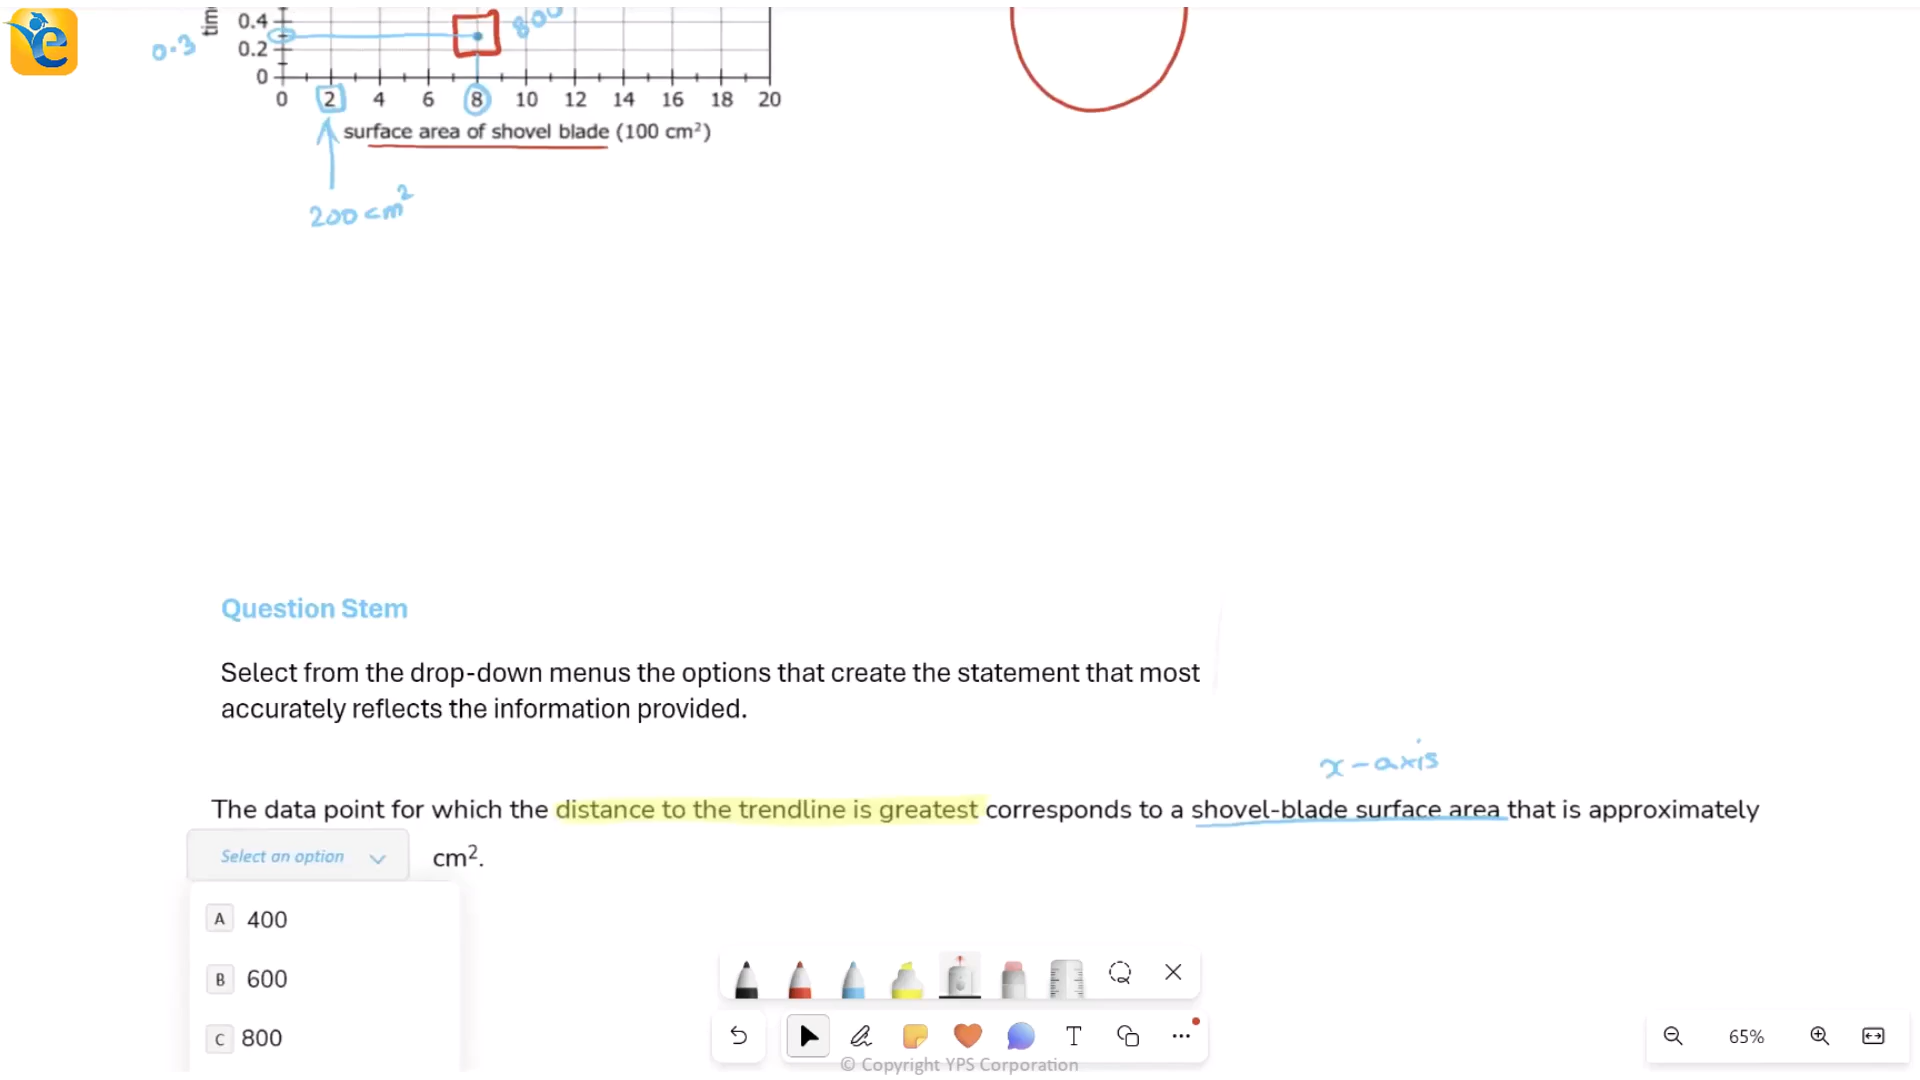 0.4
800
0.3
0.2
0
0 2 4 6 8 10 12 14 16 18 20
surface area of shovel blade (100 cm²)
200 cm²
Question Stem
Select from the drop-down menus the options that create the statement that most
accurately reflects the information provided.
x-axis
The data point for which the distance to the trendline is greatest corresponds to a shovel-blade surface area that is approximately
Select an option cm².
A 400
B 600
C 800
T
65%
© Copyright YPS Corporation